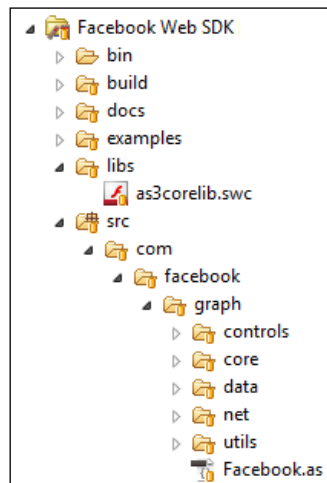 Facebook Web SDK
bin
build
docs
examples
libs
as3corelib.swc
src
com
facebook
graph
controls
core
data
net
utils
Facebook.as